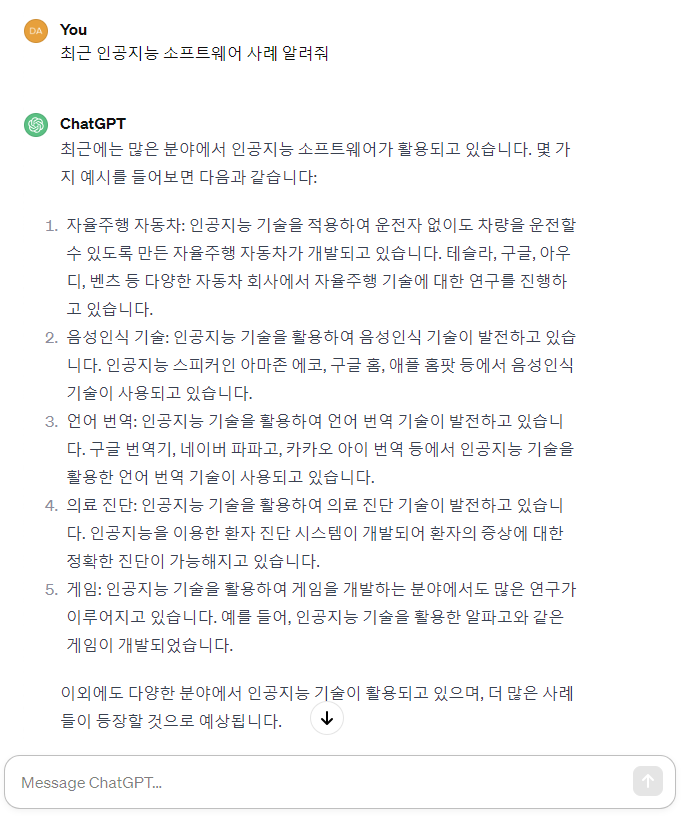 DA
You
최근 인공지능 소프트웨어 사례 알려줘
ChatGPT
최근에는 많은 분야에서 인공지능 소프트웨어가 활용되고 있습니다. 몇 가
지 예시를 들어보면 다음과 같습니다:
1. 자율주행 자동차: 인공지능 기술을 적용하여 운전자 없이도 차량을 운전할
수 있도록 만든 자율주행 자동차가 개발되고 있습니다. 테슬라, 구글, 아우
디, 벤츠 등 다양한 자동차 회사에서 자율주행 기술에 대한 연구를 진행하
고 있습니다.
2. 음성인식 기술: 인공지능 기술을 활용하여 음성인식 기술이 발전하고 있습
니다. 인공지능 스피커인 아마존 에코, 구글 홈, 애플 홈팟 등에서 음성인식
기술이 사용되고 있습니다.
3. 언어 번역: 인공지능 기술을 활용하여 언어 번역 기술이 발전하고 있습니
다. 구글 번역기, 네이버 파파고, 카카오 아이 번역 등에서 인공지능 기술을
활용한 언어 번역 기술이 사용되고 있습니다.
4. 의료 진단: 인공지능 기술을 활용하여 의료 진단 기술이 발전하고 있습니
다. 인공지능을 이용한 환자 진단 시스템이 개발되어 환자의 증상에 대한
정확한 진단이 가능해지고 있습니다.
5. 게임: 인공지능 기술을 활용하여 게임을 개발하는 분야에서도 많은 연구가
이루어지고 있습니다. 예를 들어, 인공지능 기술을 활용한 알파고와 같은
게임이 개발되었습니다.
이외에도 다양한 분야에서 인공지능 기술이 활용되고 있으며, 더 많은 사례
들이 등장할 것으로 예상됩니다.
Message ChatGPT...